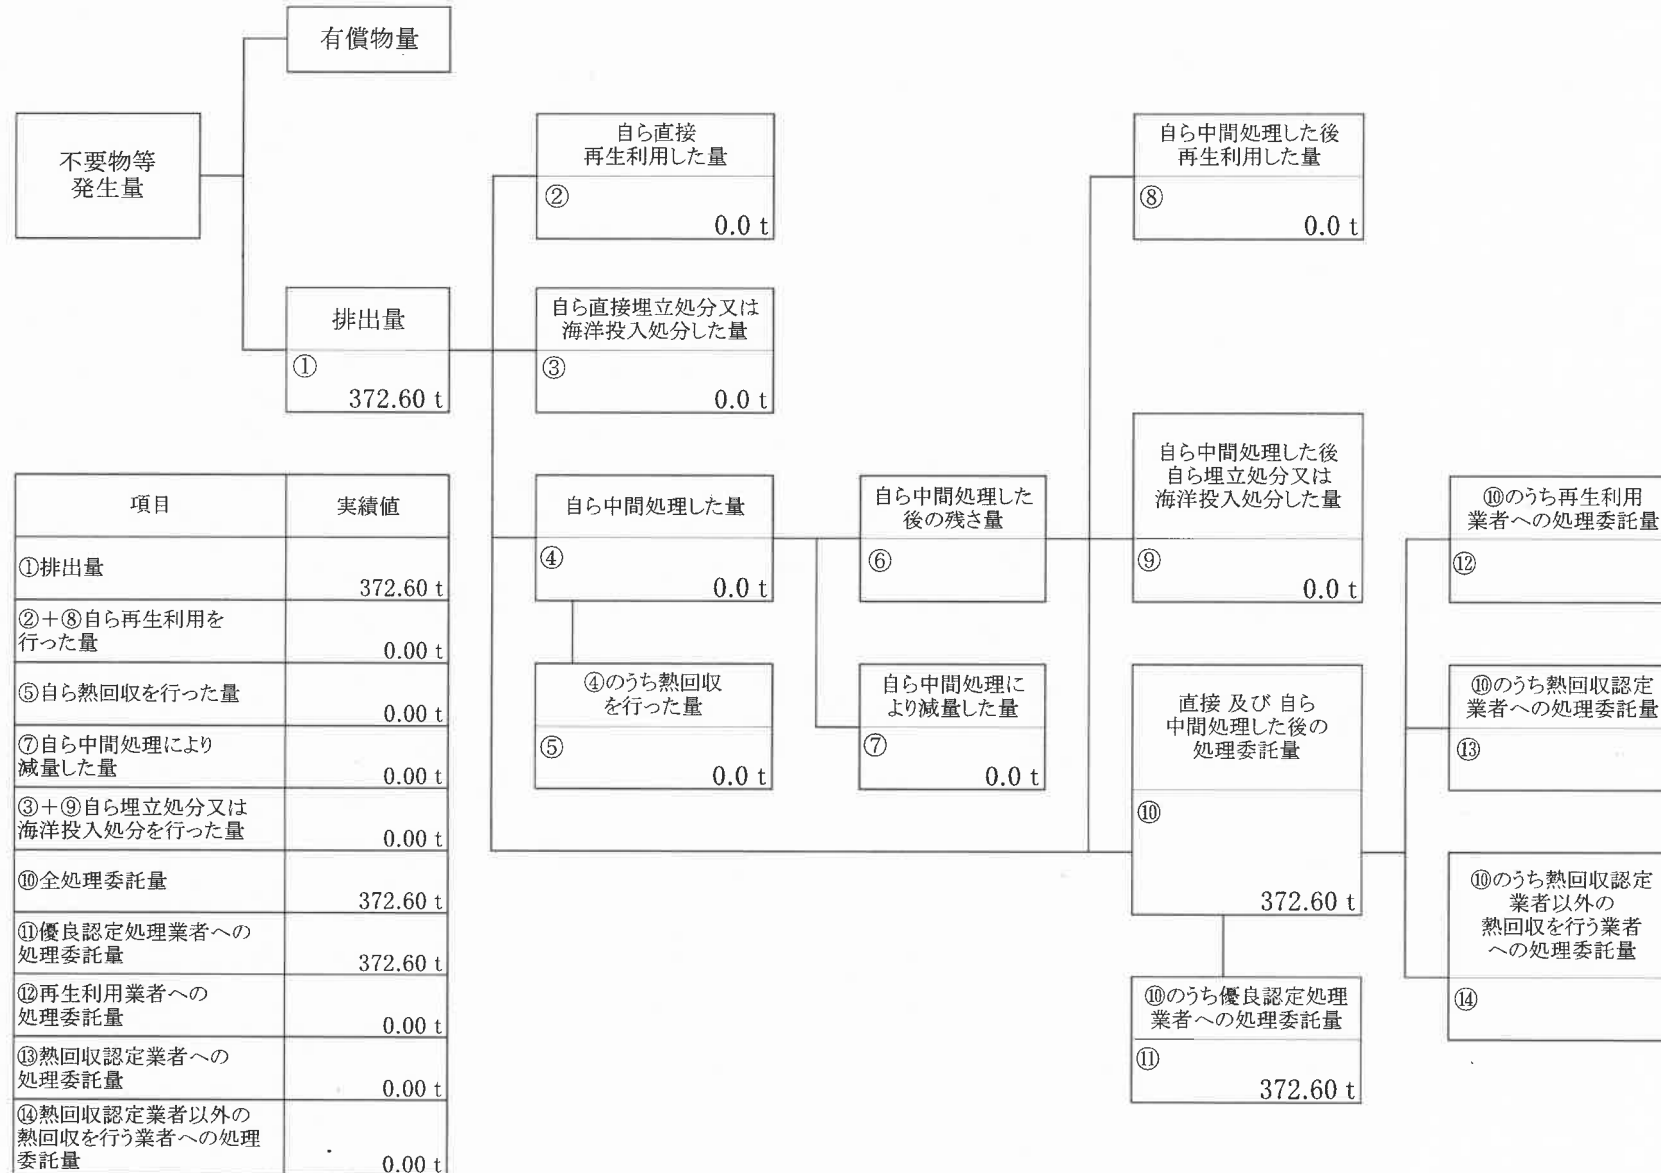 有償物量
不要物等
発生量
自ら直接
再生利用した量
②
0.0 t
自ら中間処理した後
再生利用した量
⑧
0.0 t
排出量
①
372.60 t
自ら直接埋立処分又は
海洋投入処分した量
③
0.0 t
自ら中間処理した量
④
0.0 t
自ら中間処理した
後の残さ量
⑥
自ら中間処理した後
自ら埋立処分又は
海洋投入処分した量
⑨
0.0 t
⑩のうち再生利用
業者への処理委託量
⑫
④のうち熱回収
を行った量
⑤
0.0 t
自ら中間処理に
より減量した量
⑦
0.0 t
直接 及び 自ら
中間処理した後の
処理委託量
⑩
372.60 t
⑩のうち熱回収認定
業者への処理委託量
⑬
⑩のうち熱回収認定
業者以外の
熱回収を行う業者
への処理委託量
⑭
⑩のうち優良認定処理
業者への処理委託量
⑪
372.60 t
項目 実績値
①排出量
372.60 t
②+⑧自ら再生利用を
行った量
0.00 t
⑤自ら熱回収を行った量
0.00 t
⑦自ら中間処理により
減量した量
0.00 t
③+⑨自ら埋立処分又は
海洋投入処分を行った量
0.00 t
⑩全処理委託量
372.60 t
⑪優良認定処理業者への
処理委託量
372.60 t
⑫再生利用業者への
処理委託量
0.00 t
⑬熱回収認定業者への
処理委託量
0.00 t
⑭熱回収認定業者以外の
熱回収を行う業者への処理
委託量
0.00 t